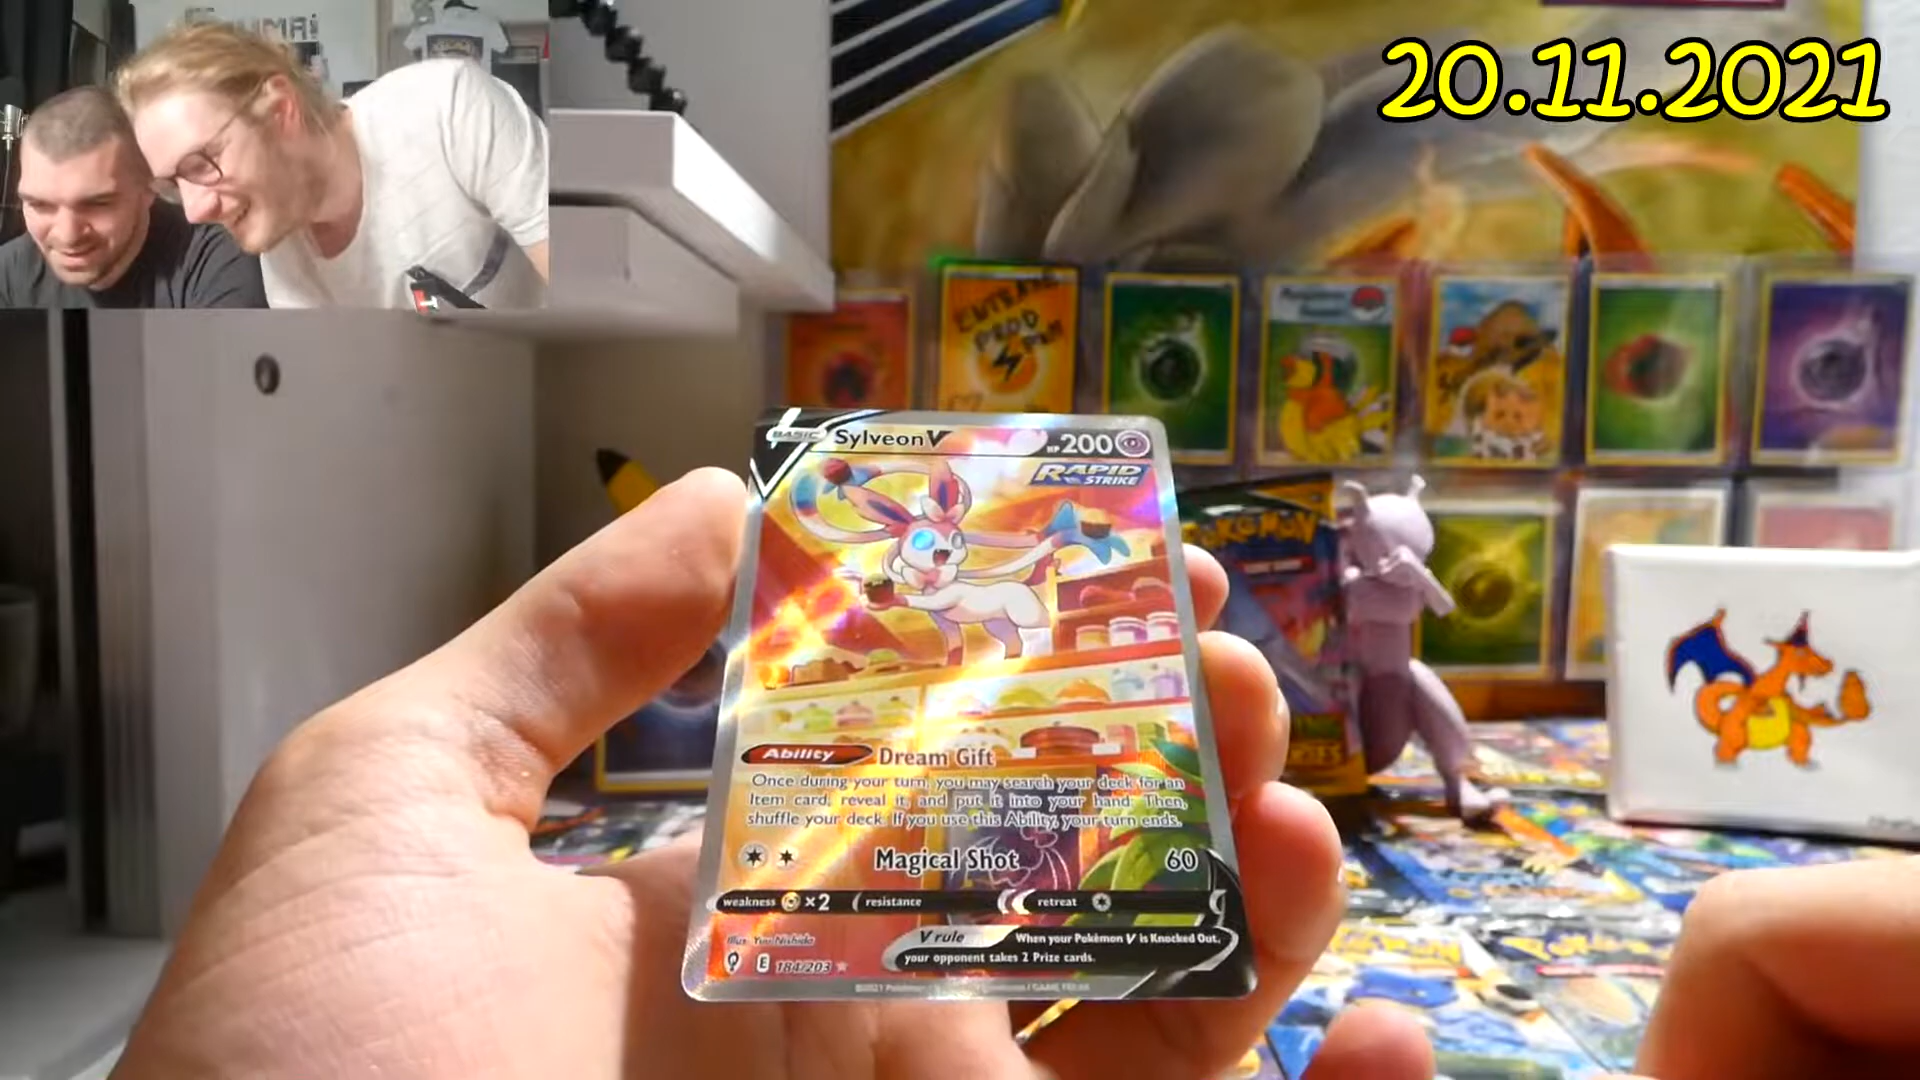 20.11.2021
BASIC Sylveon V HP 200
RAPID
STRIKE
Ability Dream Gift
Once during your turn, you may search your deck for an
Item card, reveal it, and put it into your hand. Then,
shuffle your deck. If you use this Ability, your turn ends.
Magical Shot 60
weakness ×2 resistance retreat
Illus. Yuu Nishida
V rule When your Pokémon V is Knocked Out,
your opponent takes 2 Prize cards.
E 184/203
POKÉMON